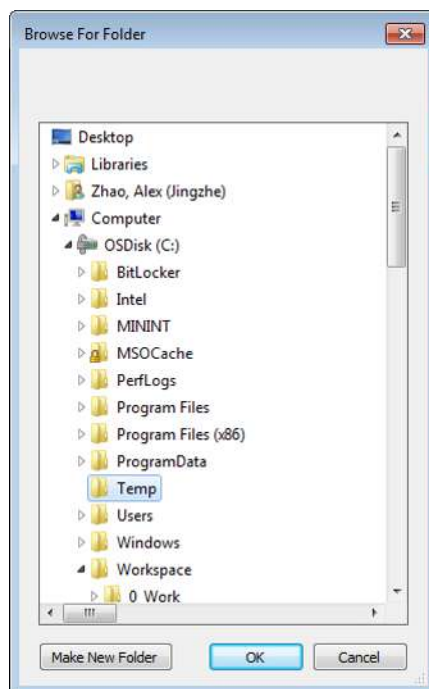 Browse For Folder
Desktop
Libraries
Zhao, Alex (Jingzhe)
Computer
OSDisk (C:)
BitLocker
Intel
MININT
MSOCache
PerfLogs
Program Files
Program Files (x86)
ProgramData
Temp
Users
Windows
Workspace
0 Work
Make New Folder
OK
Cancel